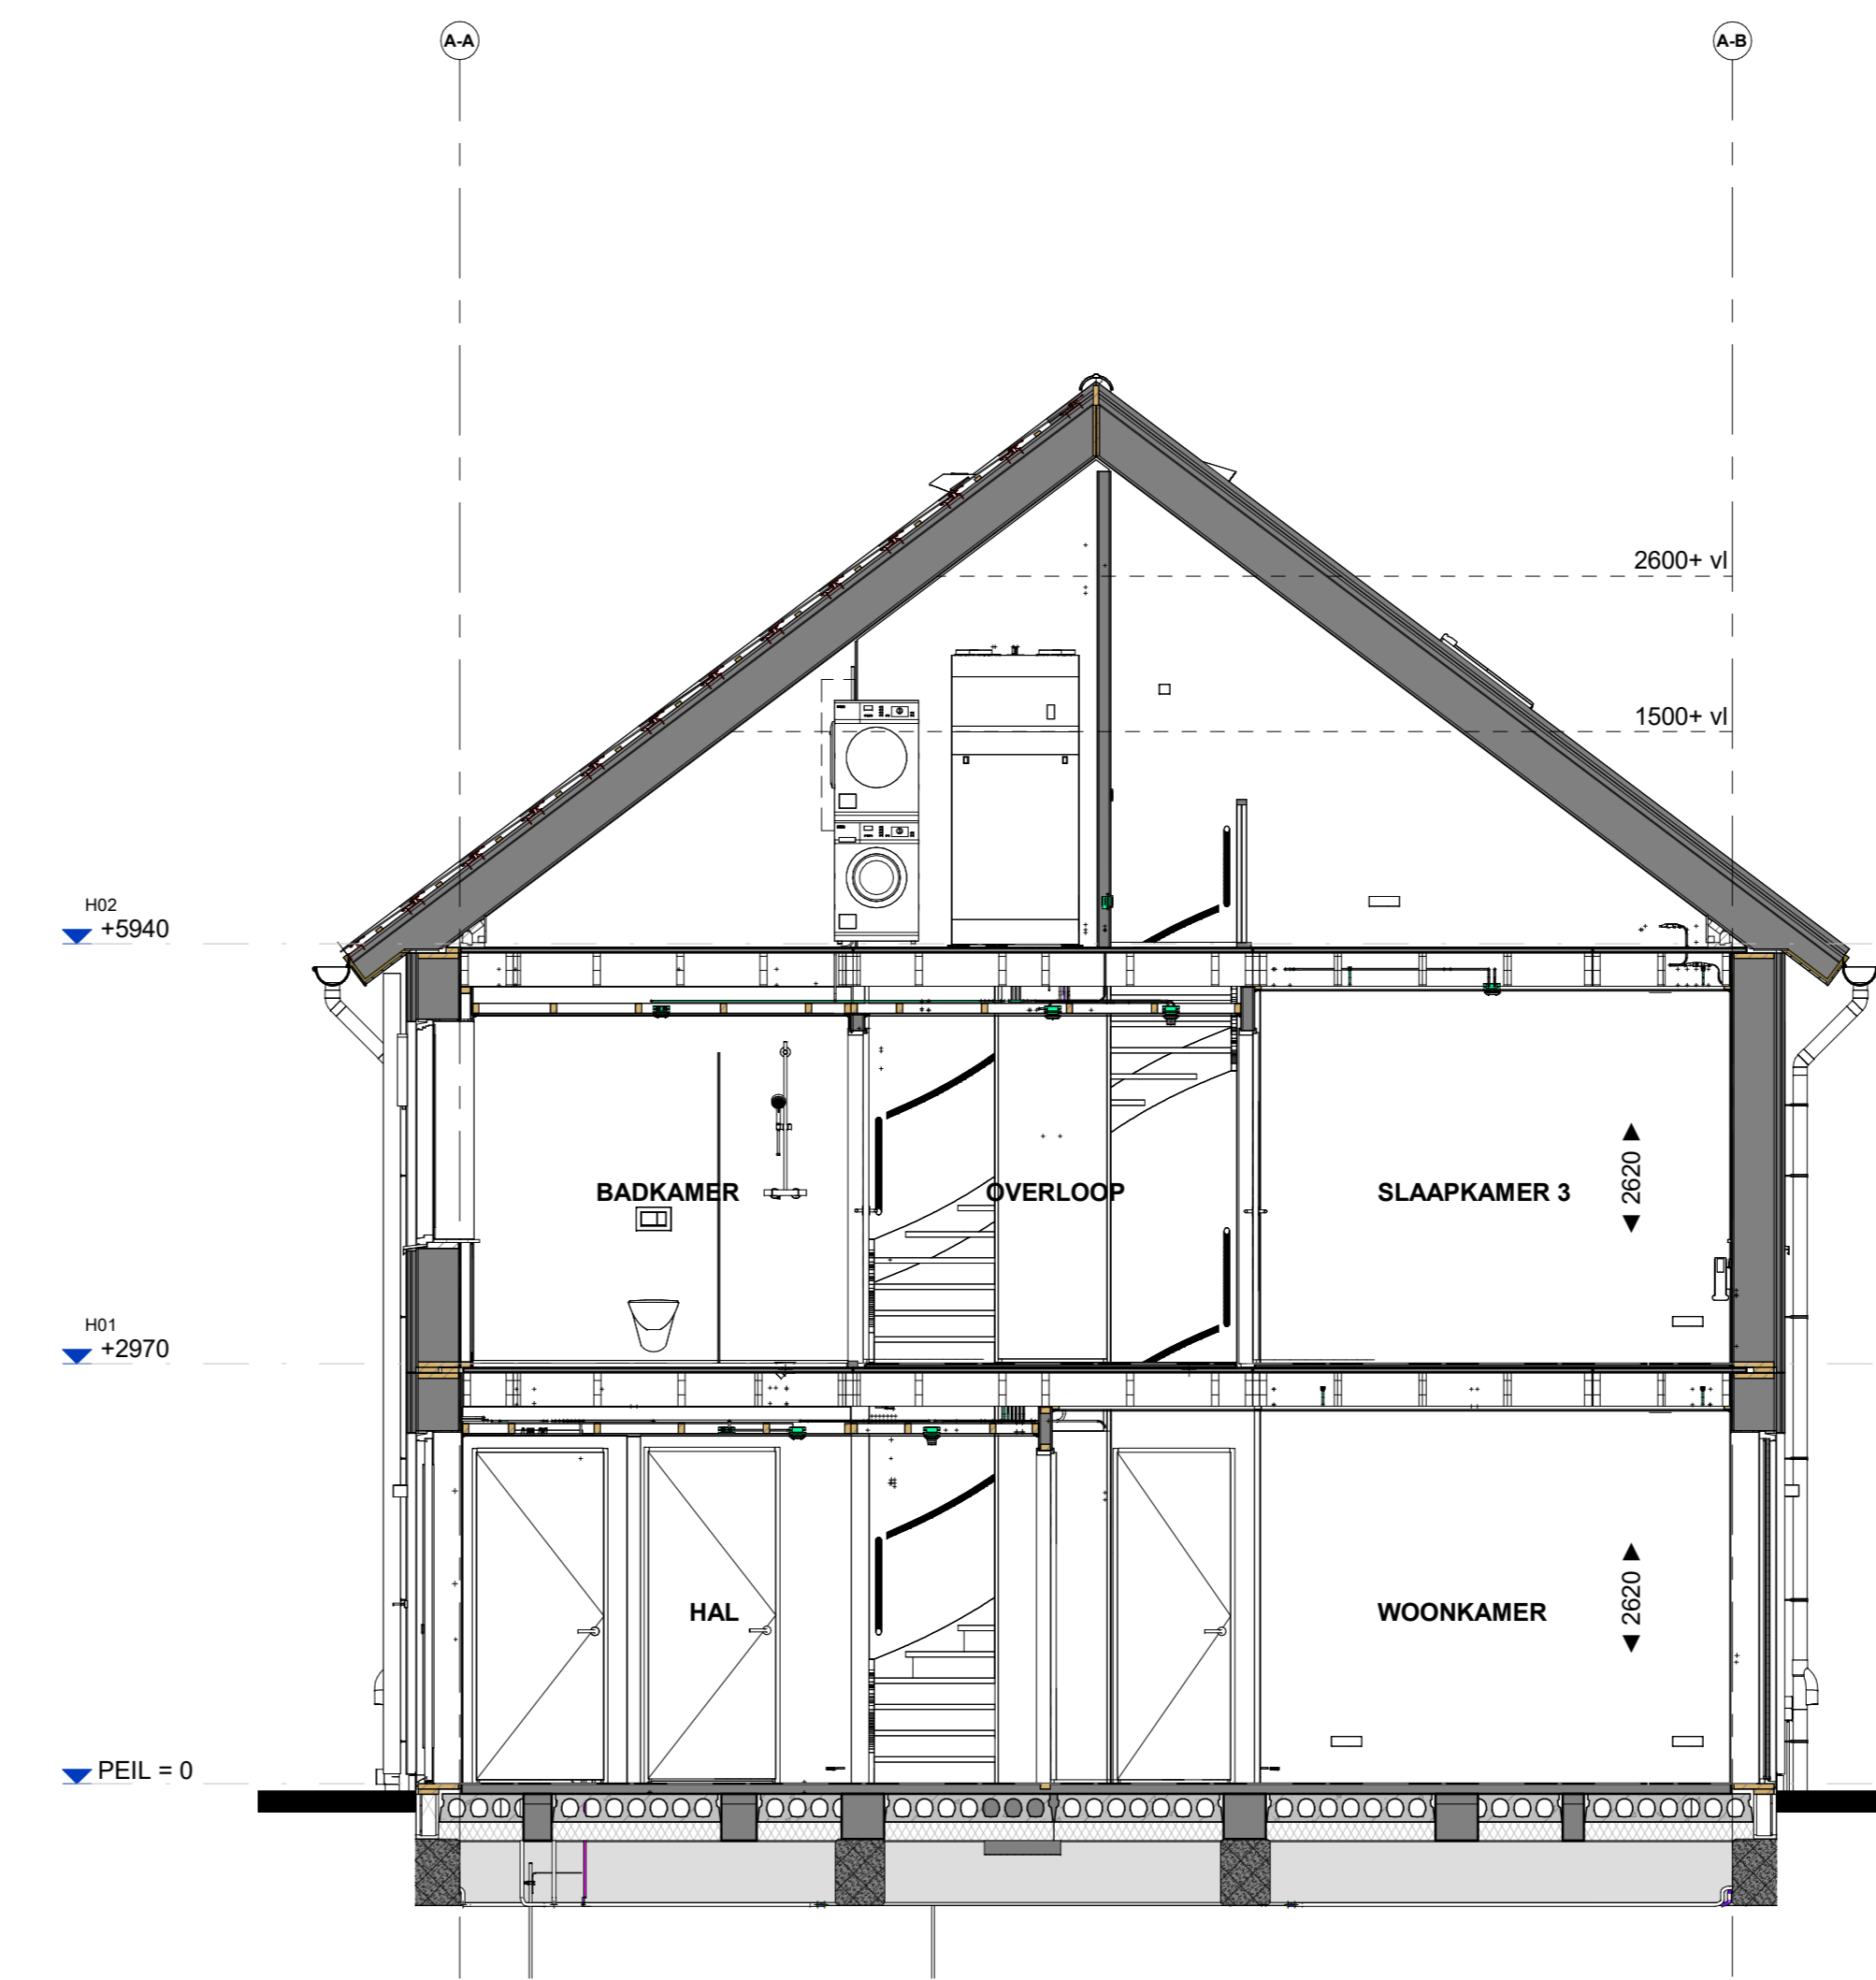 A-A
A-B
2600+ vl
1500+ vl
H02
+5940
BADKAMER
OVERLOOP
SLAAPKAMER 3
2620
H01
+2970
HAL
WOONKAMER
2620
PEIL = 0